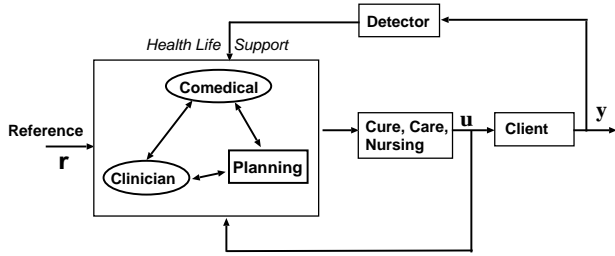 Detector
Health Life Support
Comedical
Reference
r
Clinician
Planning
Cure, Care,
Nursing
u
Client
y